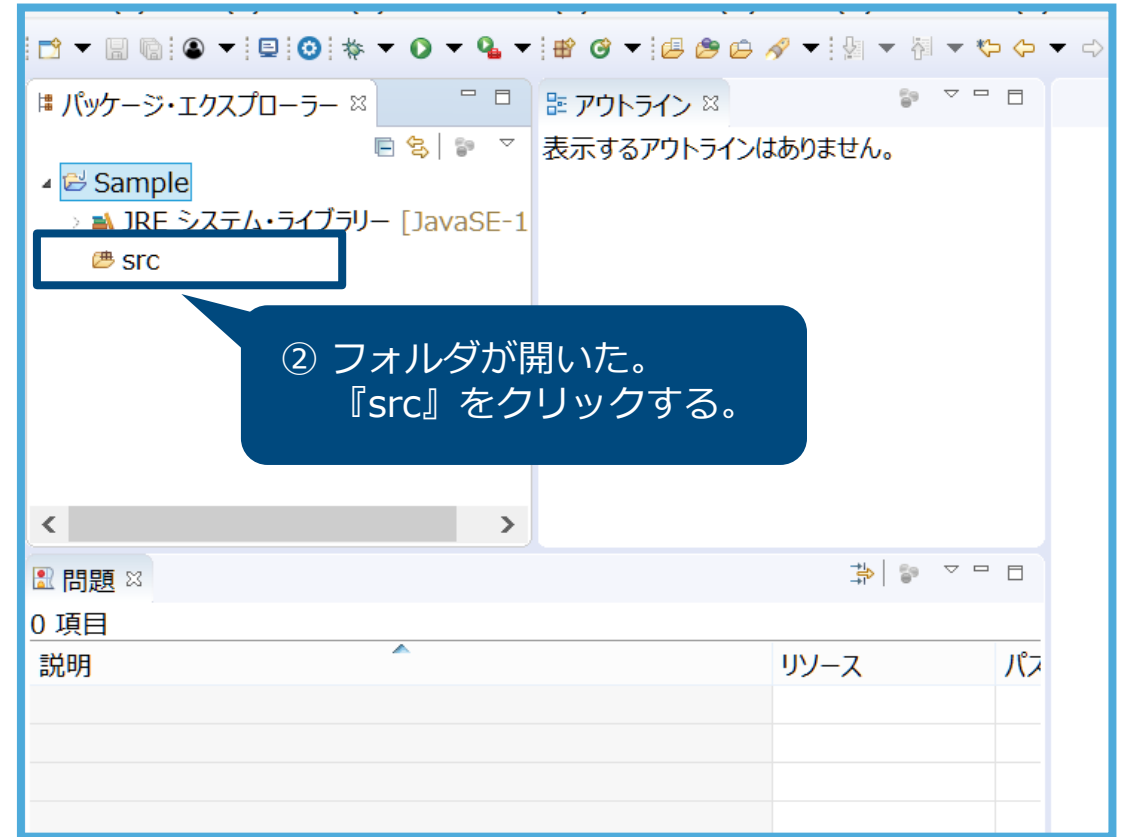 パッケージ・エクスプローラー
アウトライン
表示するアウトラインはありません。
Sample
JRE システム・ライブラリー [JavaSE-1
src
② フォルダが開いた。
『src』をクリックする。
問題
0 項目
説明 リソース パス